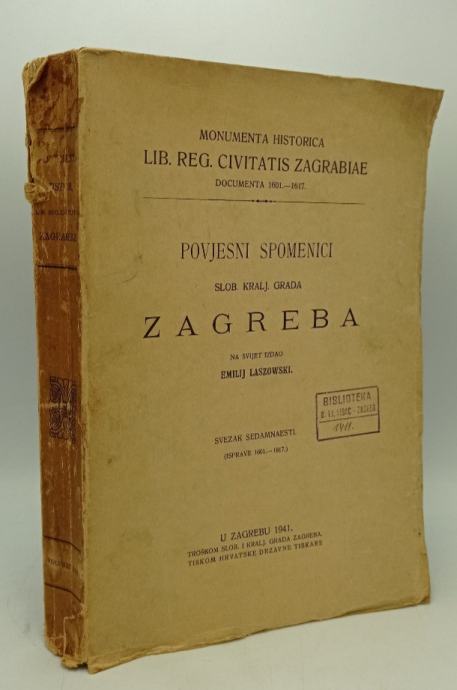 MONUMENTA HISTORICA
LIB. REG. CIVITATIS ZAGRABIAE
DOCUMENTA 1601.—1617.
POVJESNI SPOMENICI
SLOB. KRALJ. GRADA
ZAGREBA
NA SVIJET IZDAO
EMILIJ LASZOWSKI.
BIBLIOTEKA
ZAGREB
SVEZAK SEDAMNAESTI.
(ISPRAVE 1601.—1617.)
U ZAGREBU 1941.
TROŠKOM SLOB. I KRALJ. GRADA ZAGREBA.
TISKOM HRVATSKE DRŽAVNE TISKARE